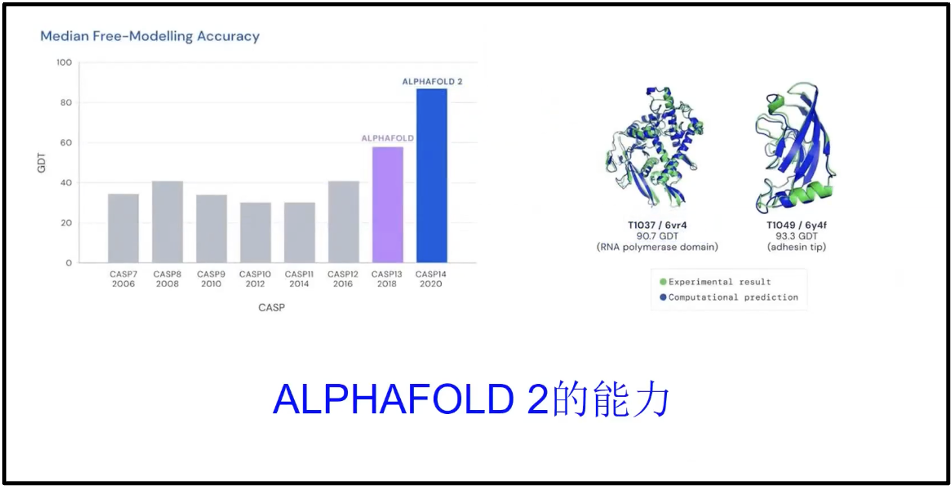 Median Free-Modelling Accuracy
100
80
60
40
20
0
GDT
ALPHAFOLD 2
ALPHAFOLD
CASP7 CASP8 CASP9 CASP10 CASP11 CASP12 CASP13 CASP14
2006 2008 2010 2012 2014 2016 2018 2020
CASP
T1037 / 6vr4
90.7 GDT
(RNA polymerase domain)
T1049 / 6y4f
93.3 GDT
(adhesin tip)
Experimental result
Computational prediction
ALPHAFOLD 2的能力